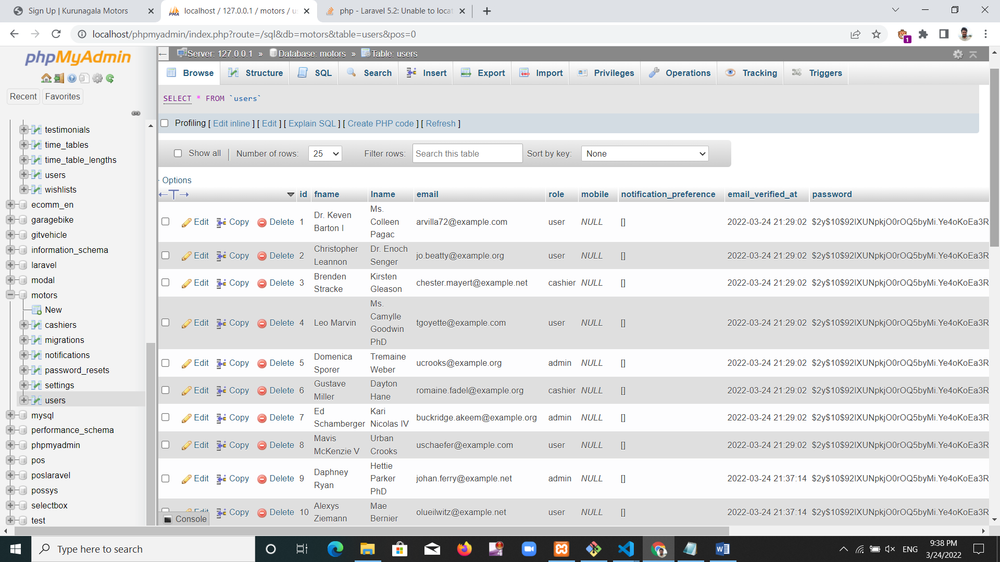 Sign Up | Kurunagala Motors
localhost / 127.0.0.1 / motors / u
php - Laravel 5.2: Unable to locat
localhost/phpmyadmin/index.php?route=/sql&db=motors&table=users&pos=0
1
phpMyAdmin
Recent
Favorites
testimonials
time_tables
time_table_lengths
users
wishlists
ecomm_en
garagebike
gitvehicle
information_schema
laravel
modal
motors
New
cashiers
migrations
notifications
password_resets
settings
users
mysql
performance_schema
phpmyadmin
pos
poslaravel
possys
selectbox
test
Server: 127.0.0.1 » Database: motors » Table: users
Browse Structure SQL Search Insert Export Import Privileges Operations Tracking Triggers
SELECT * FROM `users`
Profiling [ Edit inline ] [ Edit ] [ Explain SQL ] [ Create PHP code ] [ Refresh ]
Show all Number of rows: 25 Filter rows: Search this table Sort by key: None
Options
id fname lname email role mobile notification_preference email_verified_at password
Edit Copy Delete 1 Dr. Keven Barton I Ms. Colleen Pagac arvilla72@example.com user NULL [] 2022-03-24 21:29:02 $2y$10$92IXUNpkjO0rOQ5byMi.Ye4oKoEa3R
Edit Copy Delete 2 Christopher Leannon Dr. Enoch Senger jo.beatty@example.org user NULL [] 2022-03-24 21:29:02 $2y$10$92IXUNpkjO0rOQ5byMi.Ye4oKoEa3R
Edit Copy Delete 3 Brenden Stracke Kirsten Gleason chester.mayert@example.net cashier NULL [] 2022-03-24 21:29:02 $2y$10$92IXUNpkjO0rOQ5byMi.Ye4oKoEa3R
Edit Copy Delete 4 Leo Marvin Ms. Camylle Goodwin PhD tgoyette@example.com user NULL [] 2022-03-24 21:29:02 $2y$10$92IXUNpkjO0rOQ5byMi.Ye4oKoEa3R
Edit Copy Delete 5 Domenica Sporer Tremaine Weber ucrooks@example.org admin NULL [] 2022-03-24 21:29:02 $2y$10$92IXUNpkjO0rOQ5byMi.Ye4oKoEa3R
Edit Copy Delete 6 Gustave Miller Dayton Hane romaine.fadel@example.org cashier NULL [] 2022-03-24 21:29:02 $2y$10$92IXUNpkjO0rOQ5byMi.Ye4oKoEa3R
Edit Copy Delete 7 Ed Schamberger Kari Nicolas IV buckridge.akeem@example.org admin NULL [] 2022-03-24 21:29:02 $2y$10$92IXUNpkjO0rOQ5byMi.Ye4oKoEa3R
Edit Copy Delete 8 Mavis McKenzie V Urban Crooks uschaefer@example.com user NULL [] 2022-03-24 21:29:02 $2y$10$92IXUNpkjO0rOQ5byMi.Ye4oKoEa3R
Edit Copy Delete 9 Daphney Ryan Hettie Parker PhD johan.ferry@example.net admin NULL [] 2022-03-24 21:37:14 $2y$10$92IXUNpkjO0rOQ5byMi.Ye4oKoEa3R
Edit Copy Delete 10 Alexys Ziemann Mae Bernier olueilwitz@example.net user NULL [] 2022-03-24 21:37:14 $2y$10$92IXUNpkjO0rOQ5byMi.Ye4oKoEa3R
Console
Type here to search
ENG
9:38 PM
3/24/2022